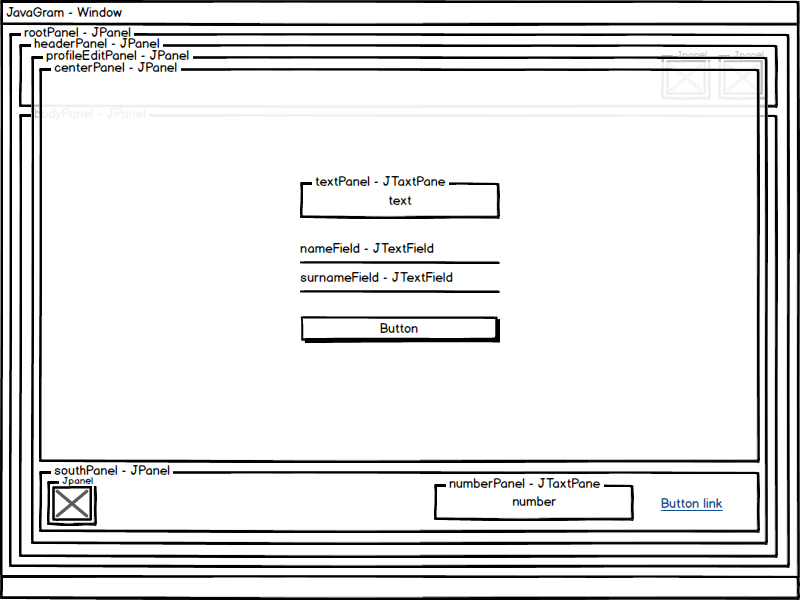 JavaGram - Window
rootPanel - JPanel
headerPanel - JPanel
profileEditPanel - JPanel
Jpanel
Jpanel
centerPanel - JPanel
bodyPanel - JPanel
textPanel - JTaxtPane
text
nameField - JTextField
surnameField - JTextField
Button
southPanel - JPanel
Jpanel
numberPanel - JTaxtPane
number
Button link